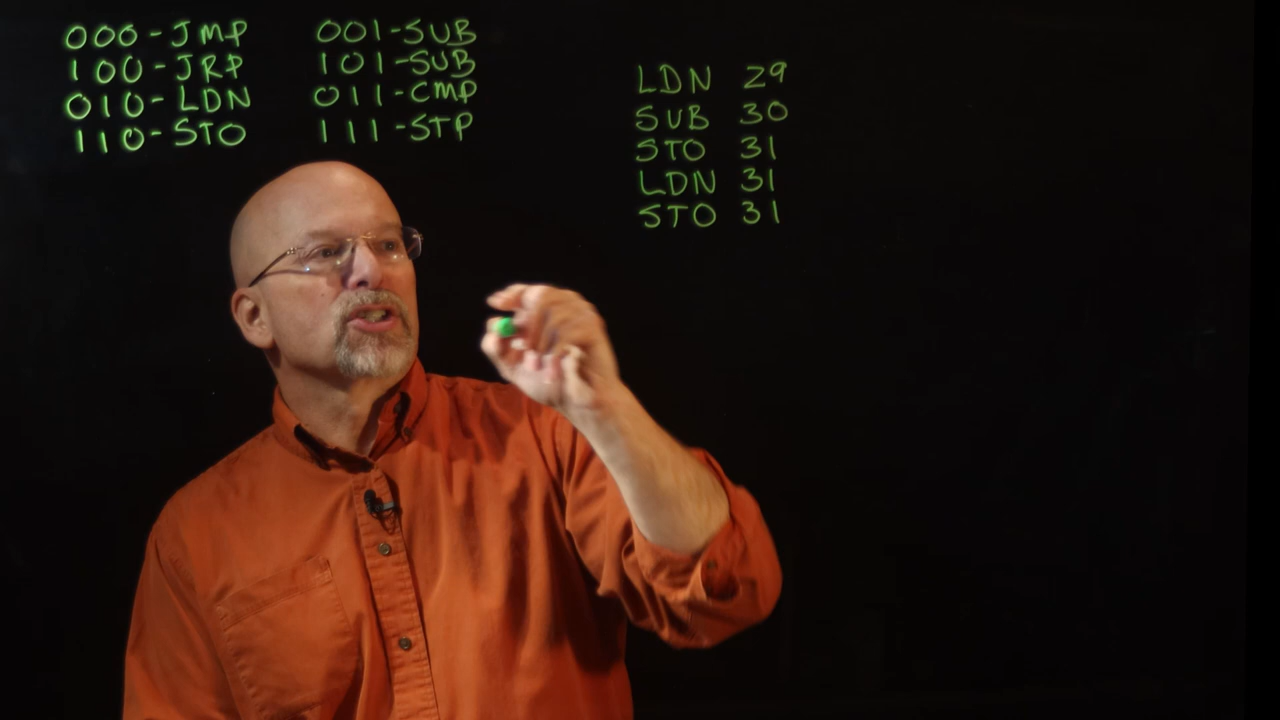 000-JMP 001-SUB
100-JRP 101-SUB
010-LDN 011-CMP
110-STO 111-STP
LDN 29
SUB 30
STO 31
LDN 31
STO 31